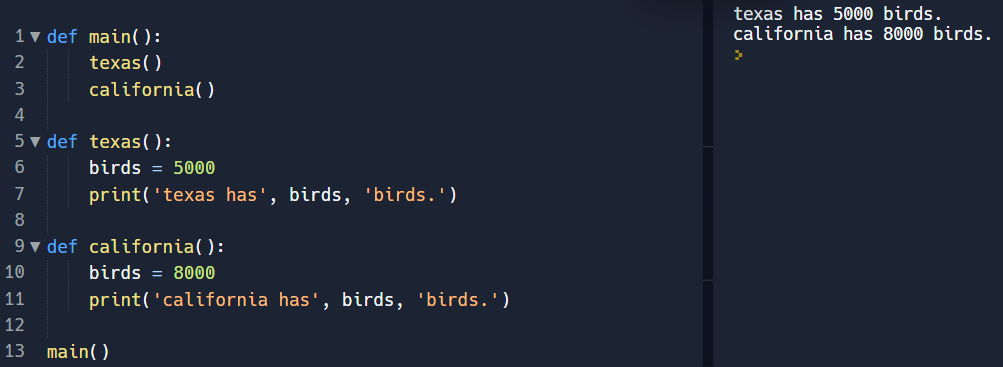 1 ▼ def main():
2     texas()
3     california()
4
5 ▼ def texas():
6     birds = 5000
7     print('texas has', birds, 'birds.')
8
9 ▼ def california():
10     birds = 8000
11     print('california has', birds, 'birds.')
12
13 main()
texas has 5000 birds.
california has 8000 birds.
>